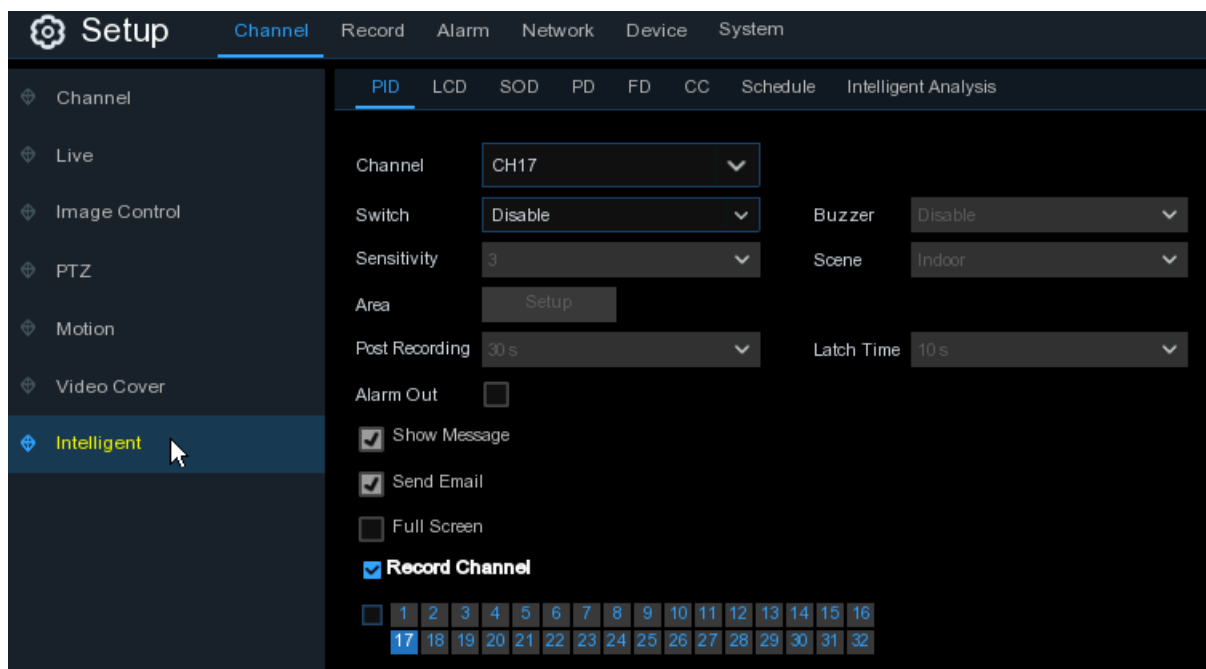 Setup Channel Record Alarm Network Device System
PID LCD SOD PD FD CC Schedule Intelligent Analysis
Channel
Live
Image Control
PTZ
Motion
Video Cover
Intelligent
Channel CH17
Switch Disable Buzzer Disable
Sensitivity 3 Scene Indoor
Area Setup
Post Recording 30 s Latch Time 10 s
Alarm Out
Show Message
Send Email
Full Screen
Record Channel
1 2 3 4 5 6 7 8 9 10 11 12 13 14 15 16
17 18 19 20 21 22 23 24 25 26 27 28 29 30 31 32